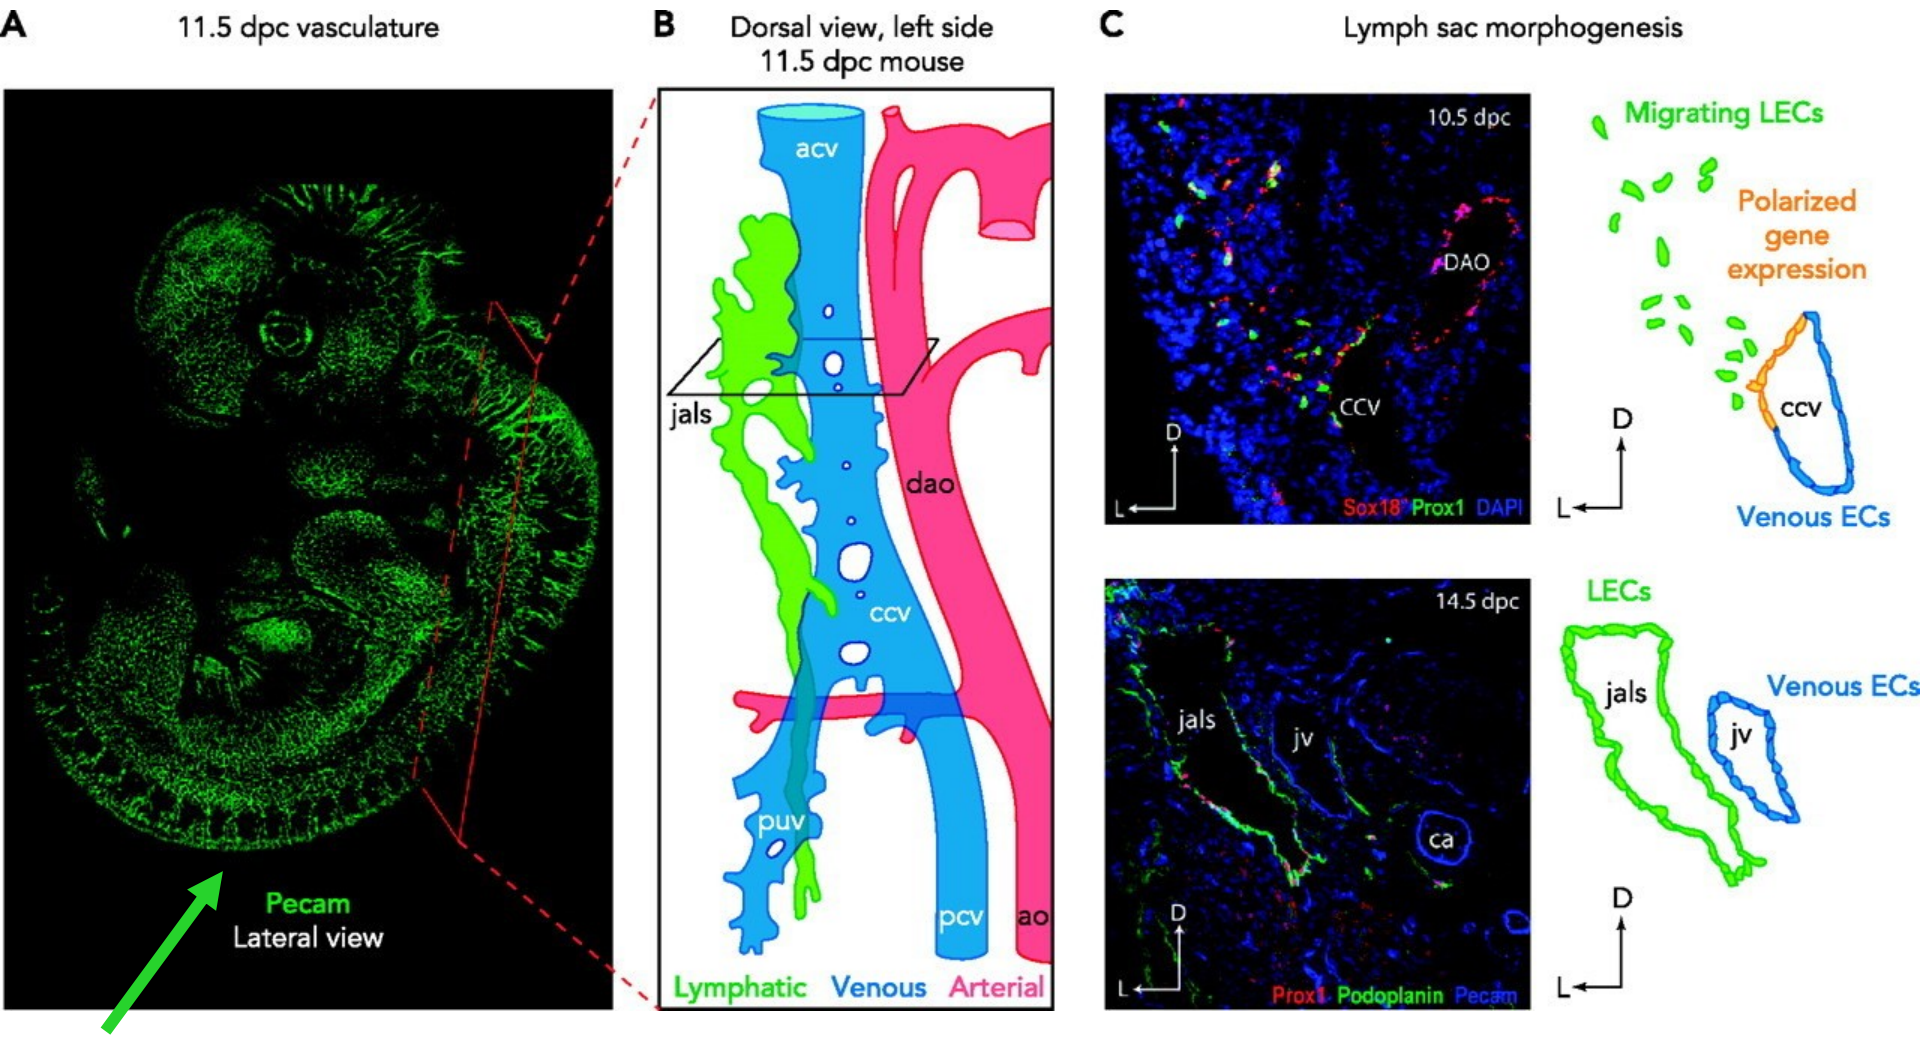 A
11.5 dpc vasculature
Pecam
Lateral view
B
Dorsal view, left side
11.5 dpc mouse
acv
jals
dao
ccv
puv
pcv
ao
Lymphatic Venous Arterial
C
Lymph sac morphogenesis
10.5 dpc
DAO
CCV
D
L
Sox18 Prox1 DAPI
Migrating LECs
Polarized
gene
expression
ccv
D
L
Venous ECs
14.5 dpc
jals
jv
ca
D
L
Prox1 Podoplanin Pecam
LECs
jals
Venous ECs
jv
D
L